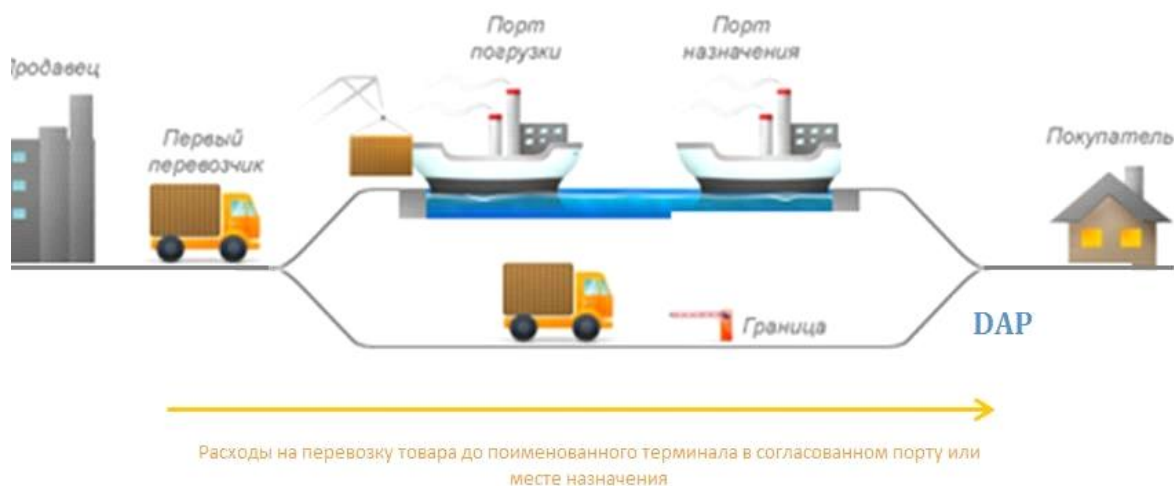 Порт
погрузки
Порт
назначения
Продавец
Первый
перевозчик
Покупатель
Граница
DAP
Расходы на перевозку товара до поименованного терминала в согласованном порту или
месте назначения